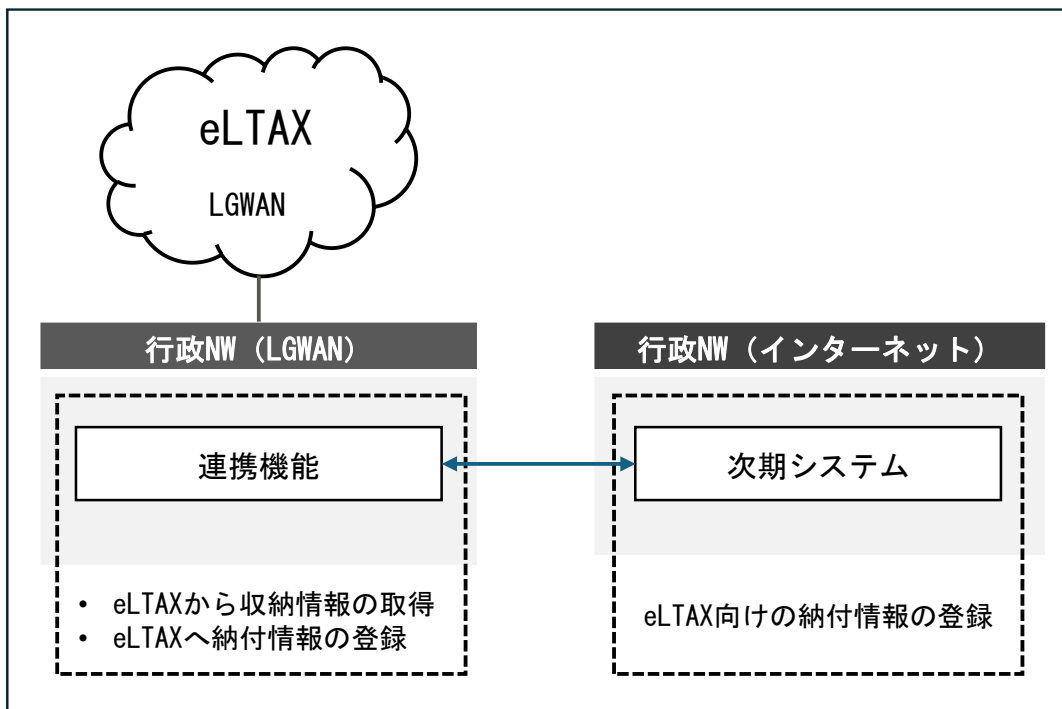 eLTAX
LGWAN
行政NW（LGWAN）
行政NW（インターネット）
連携機能
次期システム
• eLTAXから収納情報の取得
• eLTAXへ納付情報の登録
eLTAX向けの納付情報の登録